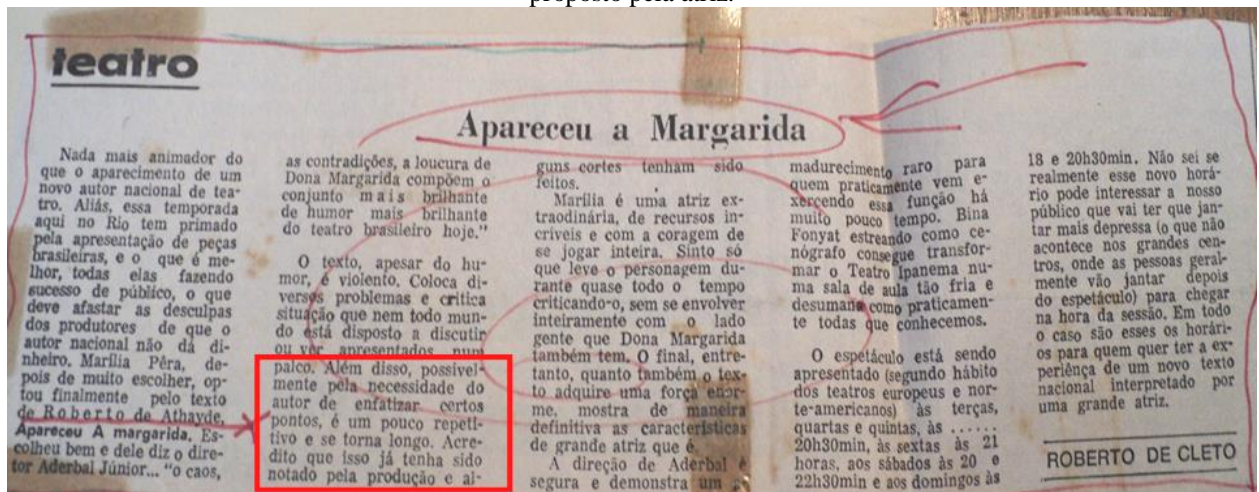 proposto pela atriz.
teatro
Apareceu a Margarida
Nada mais animador do
que o aparecimento de um
novo autor nacional de tea-
tro. Aliás, essa temporada
aqui no Rio tem primado
pela apresentação de peças
brasileiras, e o que é me-
lhor, todas elas fazendo
sucesso de público, o que
deve afastar as desculpas
dos produtores de que o
autor nacional não dá di-
nheiro. Marília Pêra, de-
pois de muito escolher, op-
tou finalmente pelo texto
de Roberto de Athayde,
Apareceu A margarida. Es-
colheu bem e dele diz o dire-
tor Aderbal Júnior... "o caos,
as contradições, a loucura de
Dona Margarida compõem o
conjunto mais brilhante
de humor mais brilhante
do teatro brasileiro hoje."
O texto, apesar do hu-
mor, é violento. Coloca di-
versos problemas e critica
situação que nem todo mun-
do está disposto a discutir
ou ver apresentados num
palco. Além disso, possivel-
mente pela necessidade do
autor de enfatizar certos
pontos, é um pouco repeti-
tivo e se torna longo. Acre-
dito que isso já tenha sido
notado pela produção e al-
guns cortes tenham sido
feitos.
Marília é uma atriz ex-
traodinária, de recursos in-
críveis e com a coragem de
se jogar inteira. Sinto só
que leve o personagem du-
rante quase todo o tempo
criticando-o, sem se envolver
inteiramente com o lado
gente que Dona Margarida
também tem. O final, entre-
tanto, quanto também o tex-
to adquire uma força enor-
me, mostra de maneira
definitiva as características
de grande atriz que é.
A direção de Aderbal é
segura e demonstra um
madurecimento raro para
quem praticamente vem e-
xercendo essa função há
muito pouco tempo. Bina
Fonyat estreando como ce-
nógrafo consegue transfor-
mar o Teatro Ipanema nu-
ma sala de aula tão fria e
desumana como praticamen-
te todas que conhecemos.
O espetáculo está sendo
apresentado (segundo hábito
dos teatros europeus e nor-
te-americanos) às terças,
quartas e quintas, às ......
20h30min, às sextas às 21
horas, aos sábados às 20 e
22h30min e aos domingos às
18 e 20h30min. Não sei se
realmente esse novo horá-
rio pode interessar a nosso
público que vai ter que jan-
tar mais depressa (o que não
acontece nos grandes cen-
tros, onde as pessoas geral-
mente vão jantar depois
do espetáculo) para chegar
na hora da sessão. Em todo
o caso são esses os horári-
os para quem quer ter a ex-
periênça de um novo texto
nacional interpretado por
uma grande atriz.
ROBERTO DE CLETO